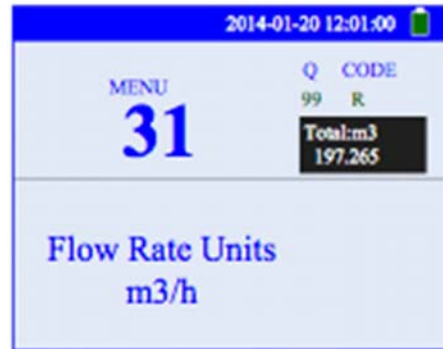 2014-01-20 12:01:00
MENU
31
Q CODE
99 R
Total:m3
197.265
Flow Rate Units
m3/h